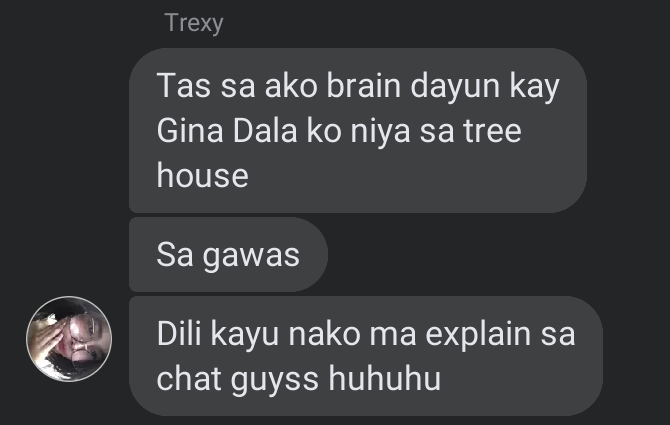 Trexy
Tas sa ako brain dayun kay
Gina Dala ko niya sa tree
house
Sa gawas
Dili kayu nako ma explain sa
chat guyss huhuhu